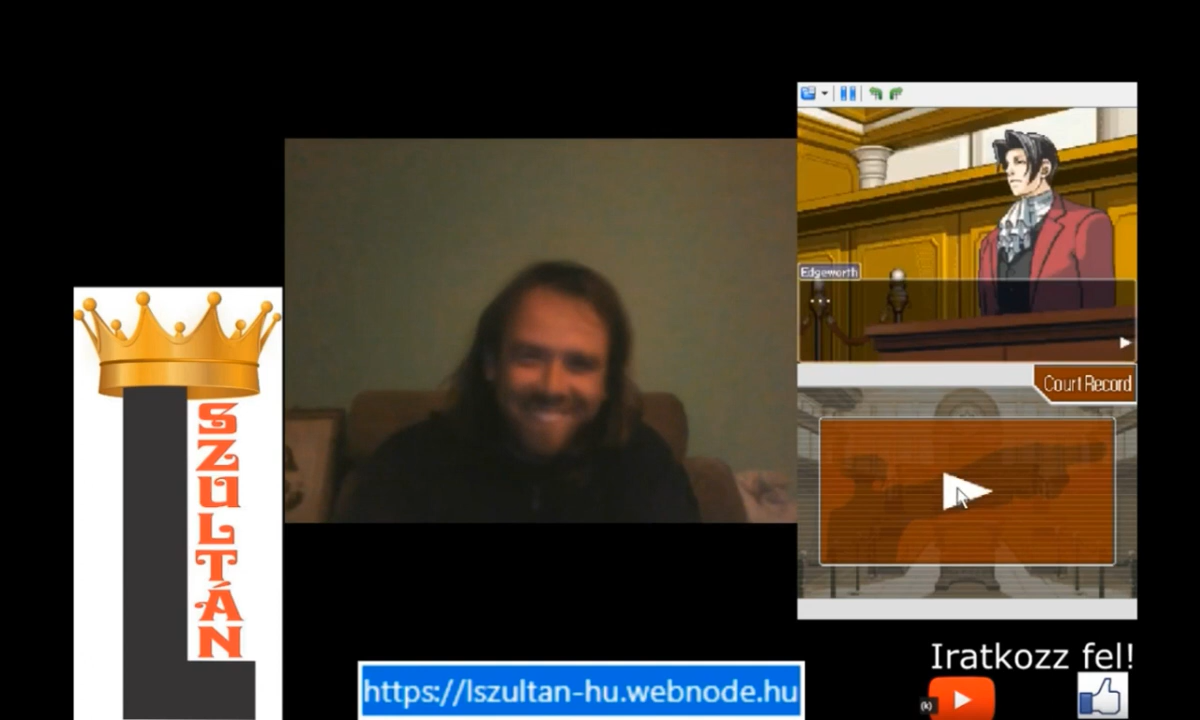 Edgeworth
...
Court Record
L
SZULTÁN
https://lszultan-hu.webnode.hu
Iratkozz fel!
(k)